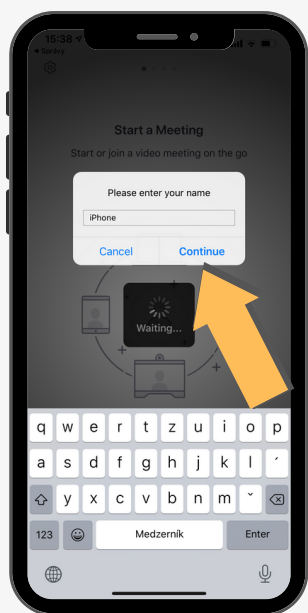 15:38
Správy
Start a Meeting
Start or join a video meeting on the go
Please enter your name
iPhone
Cancel Continue
Waiting...
q w e r t z u i o p
a s d f g h j k l ´
y x c v b n m ˇ
123 Medzerník Enter